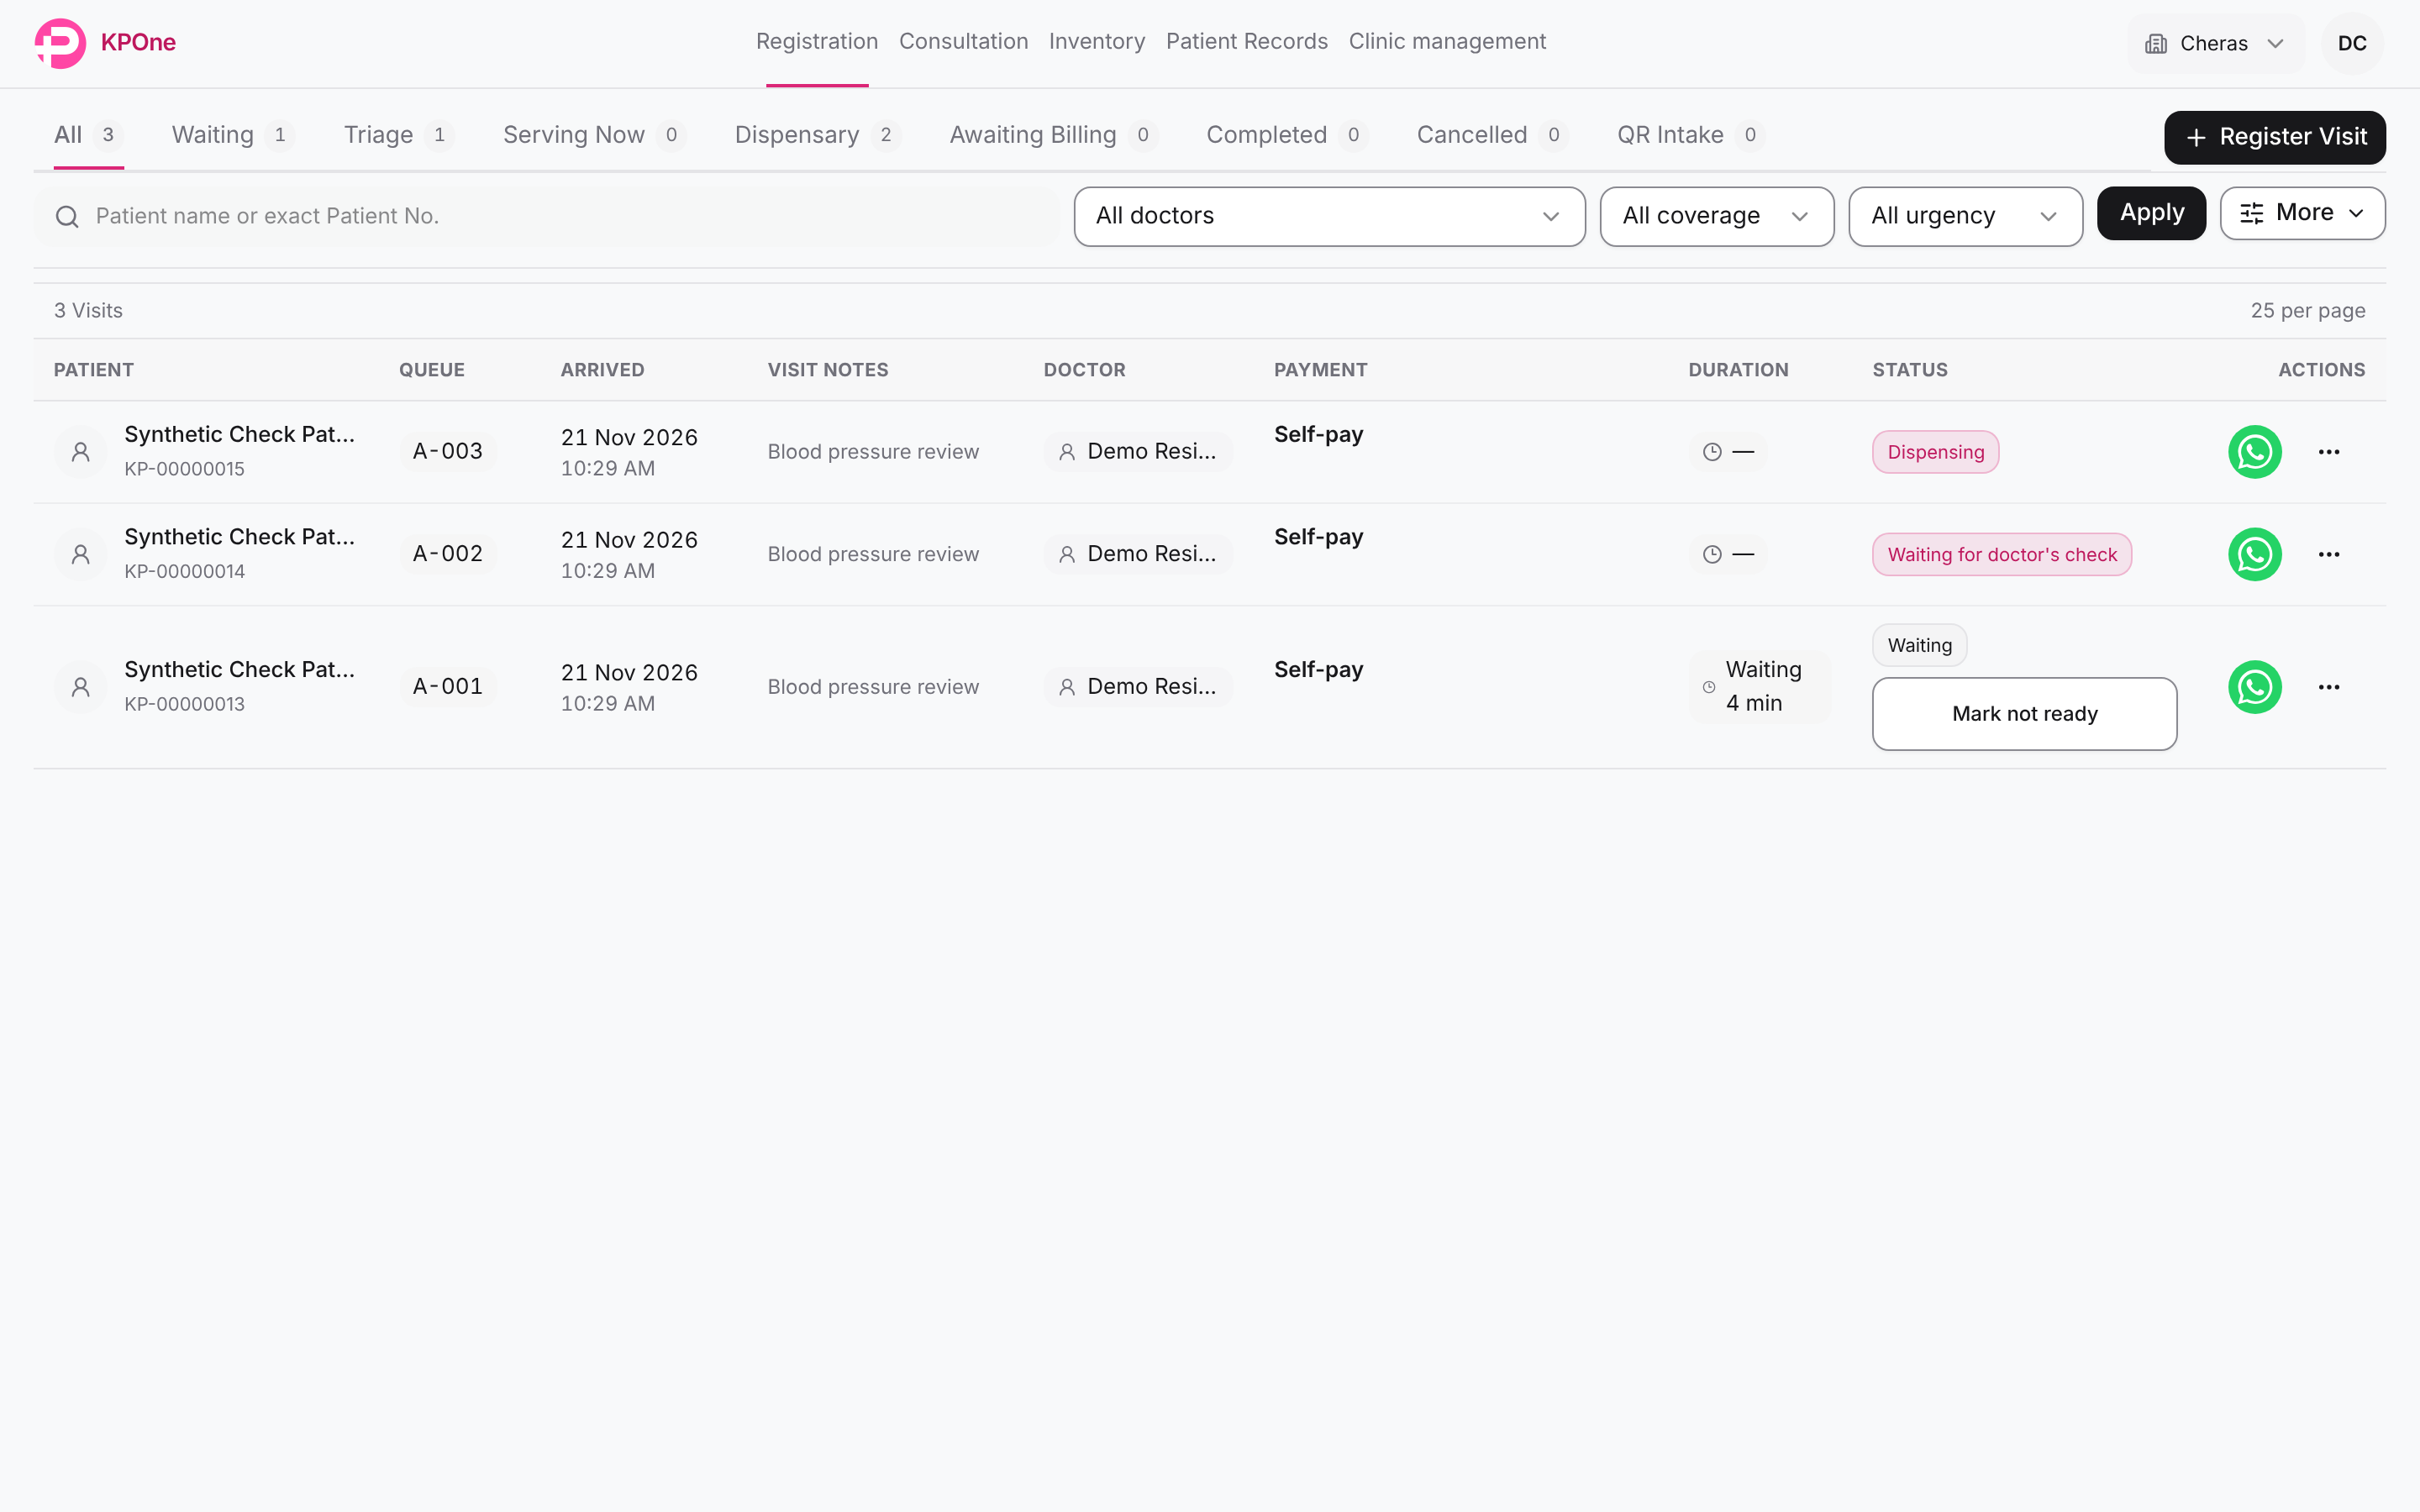 KPOne
Registration Consultation Inventory Patient Records Clinic management
Cheras DC
All 3 Waiting 1 Triage 1 Serving Now 0 Dispensary 2 Awaiting Billing 0 Completed 0 Cancelled 0 QR Intake 0
+ Register Visit
Patient name or exact Patient No. All doctors All coverage All urgency Apply More
3 Visits 25 per page
PATIENT QUEUE ARRIVED VISIT NOTES DOCTOR PAYMENT DURATION STATUS ACTIONS
Synthetic Check Pat...
KP-00000015
A-003
21 Nov 2026
10:29 AM
Blood pressure review
Demo Resi...
Self-pay
—
Dispensing
Synthetic Check Pat...
KP-00000014
A-002
21 Nov 2026
10:29 AM
Blood pressure review
Demo Resi...
Self-pay
—
Waiting for doctor's check
Synthetic Check Pat...
KP-00000013
A-001
21 Nov 2026
10:29 AM
Blood pressure review
Demo Resi...
Self-pay
Waiting
4 min
Waiting
Mark not ready